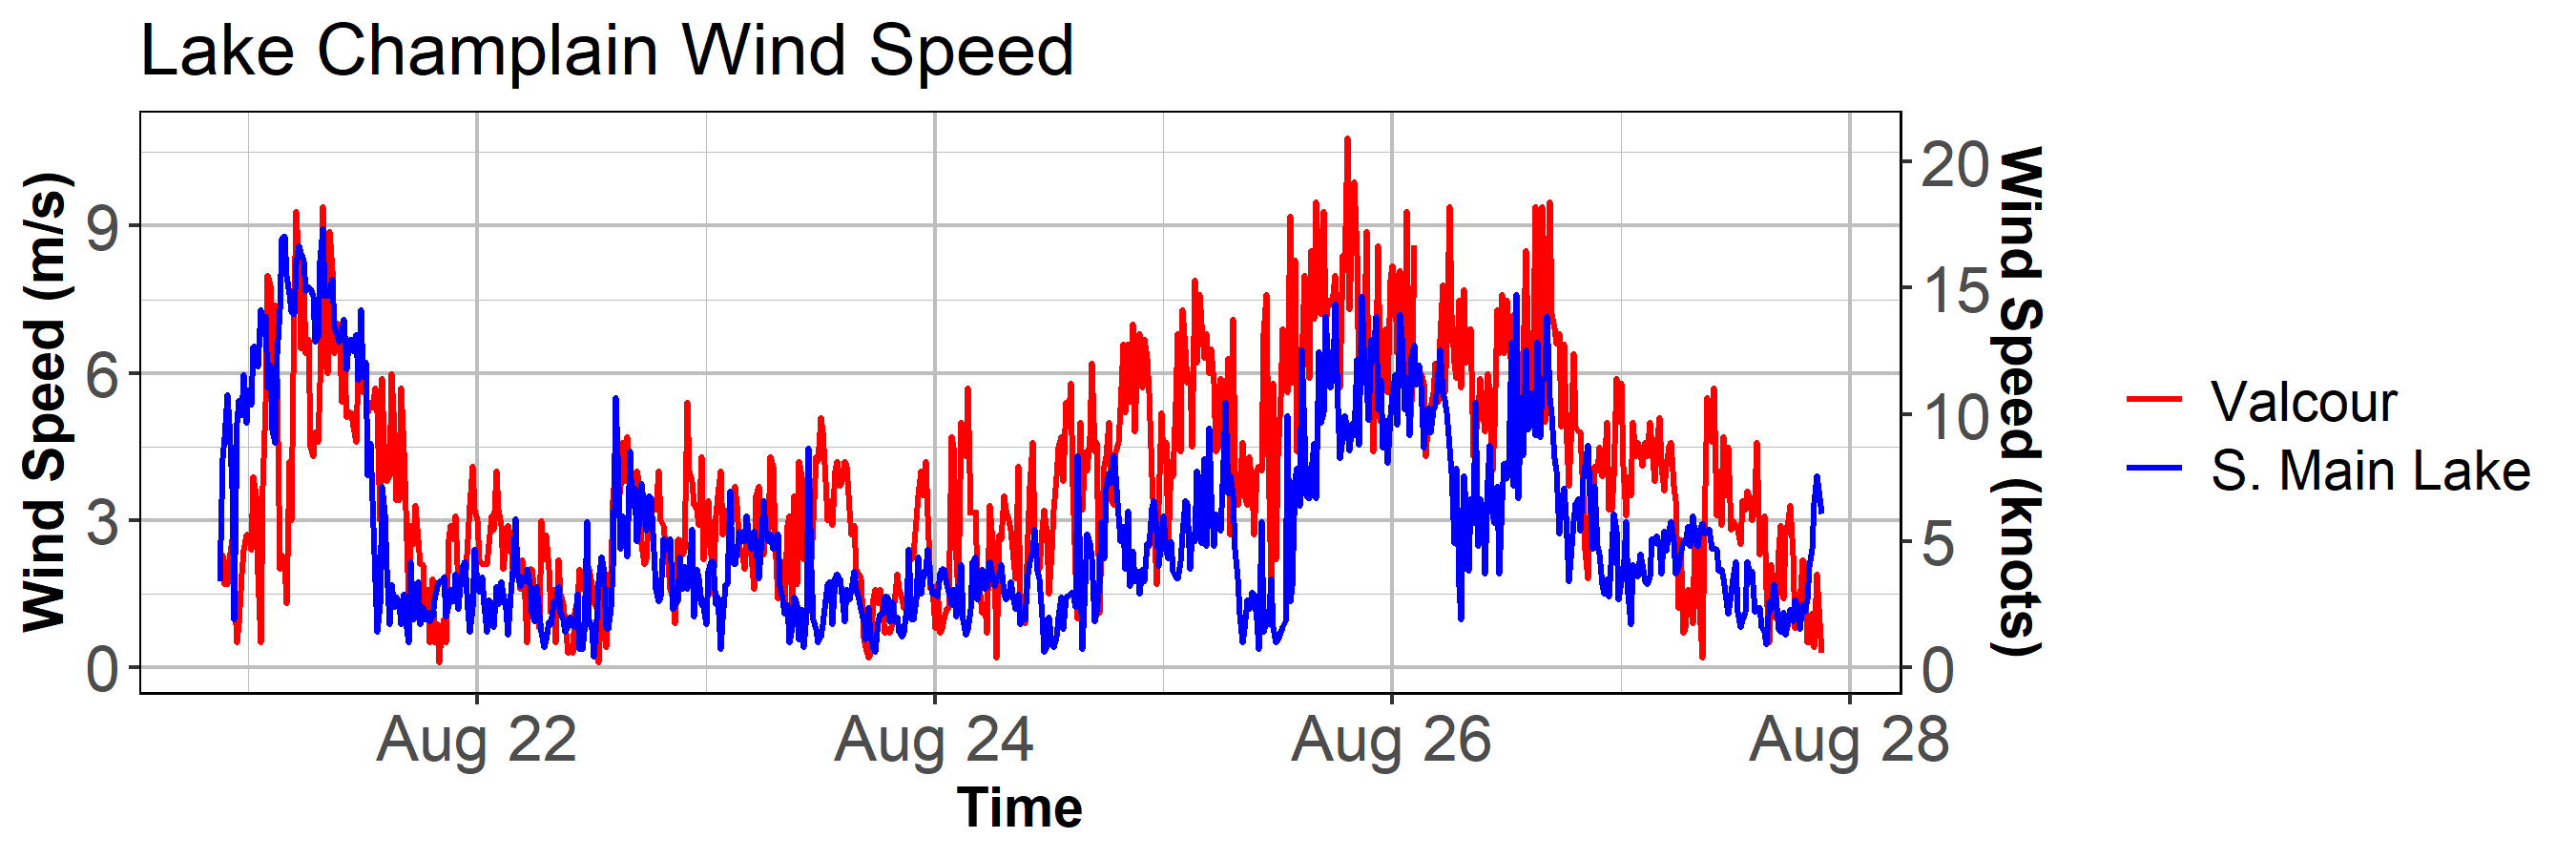 Lake Champlain Wind Speed
Wind Speed (m/s)
9
6
3
0
20
15
10
5
0
Wind Speed (knots)
Aug 22
Aug 24
Aug 26
Aug 28
Time
Valcour
S. Main Lake